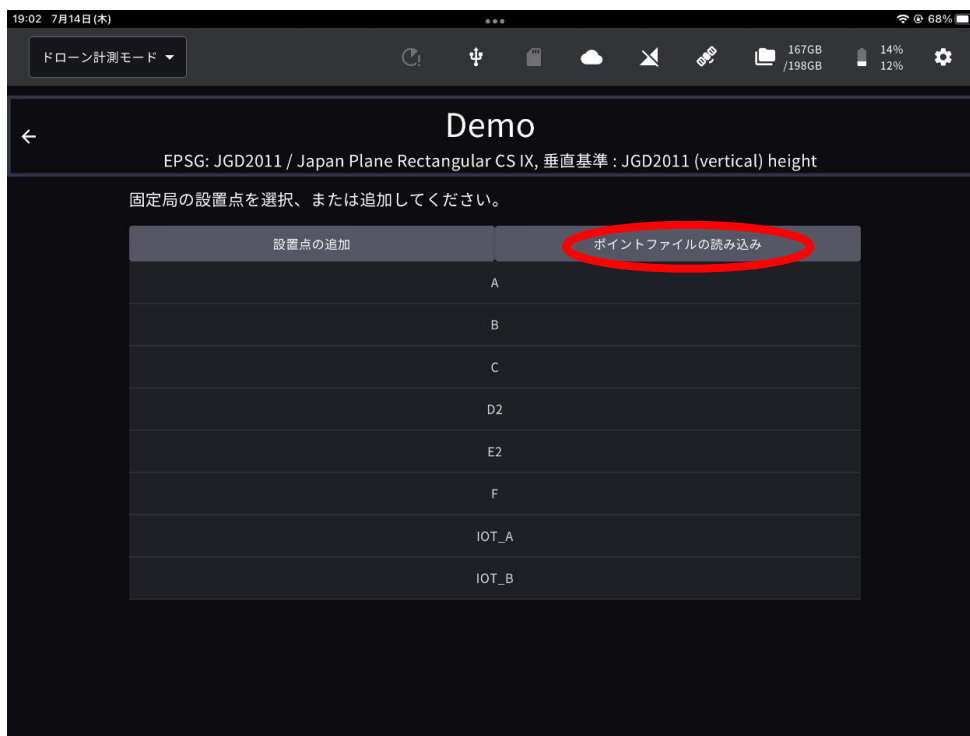 19:02 7月14日(木)
68%
ドローン計測モード
167GB
/198GB
14%
12%
Demo
EPSG: JGD2011 / Japan Plane Rectangular CS IX, 垂直基準 : JGD2011 (vertical) height
固定局の設置点を選択、または追加してください。
設置点の追加
ポイントファイルの読み込み
A
B
C
D2
E2
F
IOT_A
IOT_B